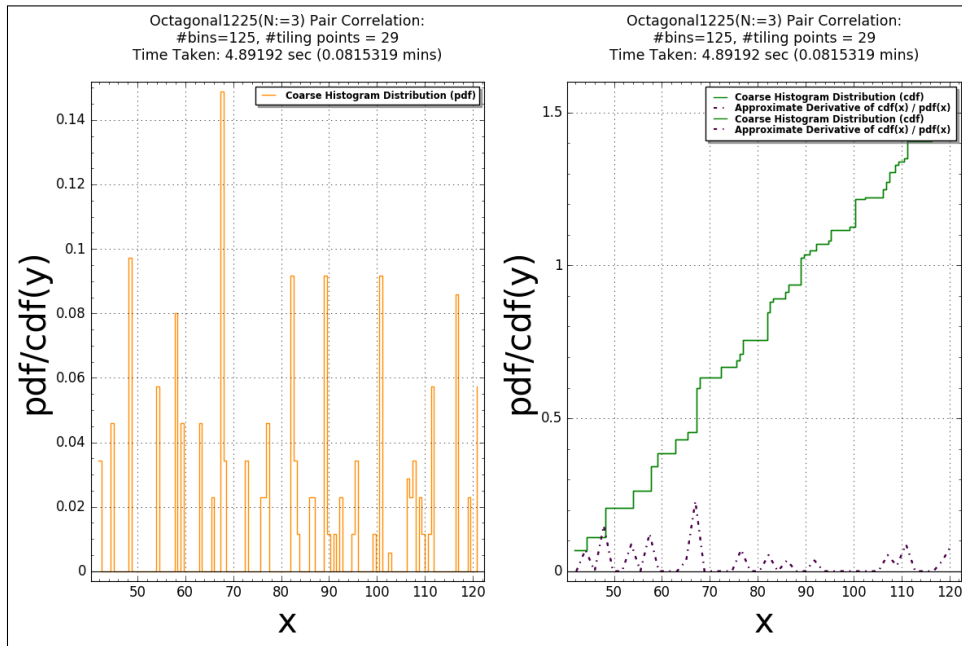 Octagonal1225(N:=3) Pair Correlation:
#bins=125, #tiling points = 29
Time Taken: 4.89192 sec (0.0815319 mins)
Coarse Histogram Distribution (pdf)
0.14
0.12
0.1
0.08
0.06
0.04
0.02
0
pdf/cdf(y)
50
60
70
80
90
100
110
120
x
Octagonal1225(N:=3) Pair Correlation:
#bins=125, #tiling points = 29
Time Taken: 4.89192 sec (0.0815319 mins)
Coarse Histogram Distribution (cdf)
Approximate Derivative of cdf(x) / pdf(x)
Coarse Histogram Distribution (cdf)
Approximate Derivative of cdf(x) / pdf(x)
1.5
1
0.5
0
pdf/cdf(y)
50
60
70
80
90
100
110
120
x